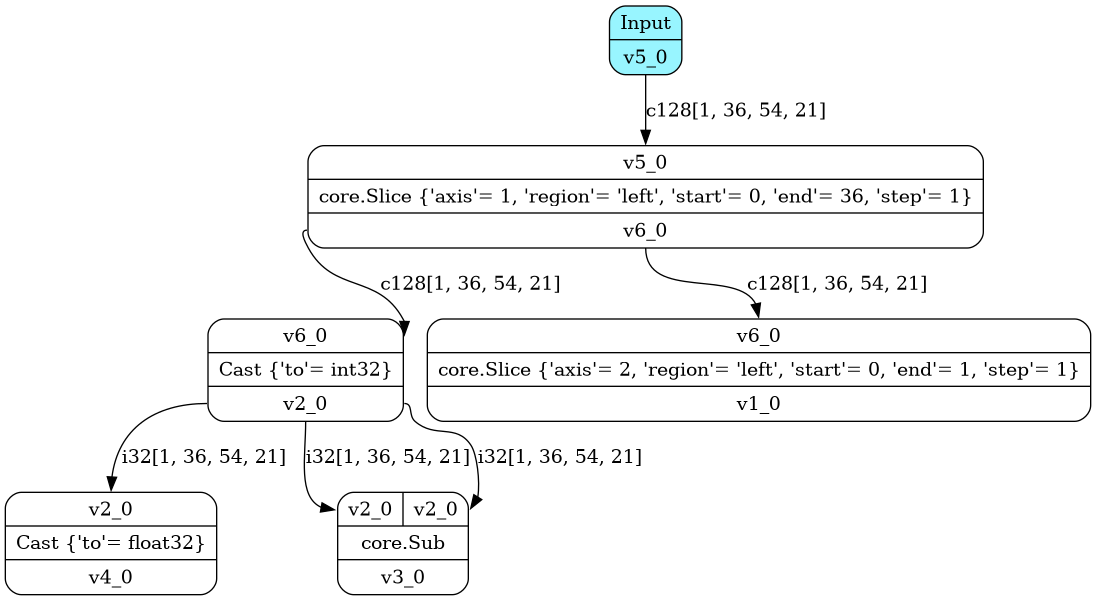 Input
v5_0
c128[1, 36, 54, 21]
v5_0
core.Slice {'axis'= 1, 'region'= 'left', 'start'= 0, 'end'= 36, 'step'= 1}
v6_0
c128[1, 36, 54, 21]
c128[1, 36, 54, 21]
v6_0
Cast {'to'= int32}
v2_0
v6_0
core.Slice {'axis'= 2, 'region'= 'left', 'start'= 0, 'end'= 1, 'step'= 1}
v1_0
i32[1, 36, 54, 21]
i32[1, 36, 54, 21]
i32[1, 36, 54, 21]
v2_0
Cast {'to'= float32}
v4_0
v2_0 v2_0
core.Sub
v3_0